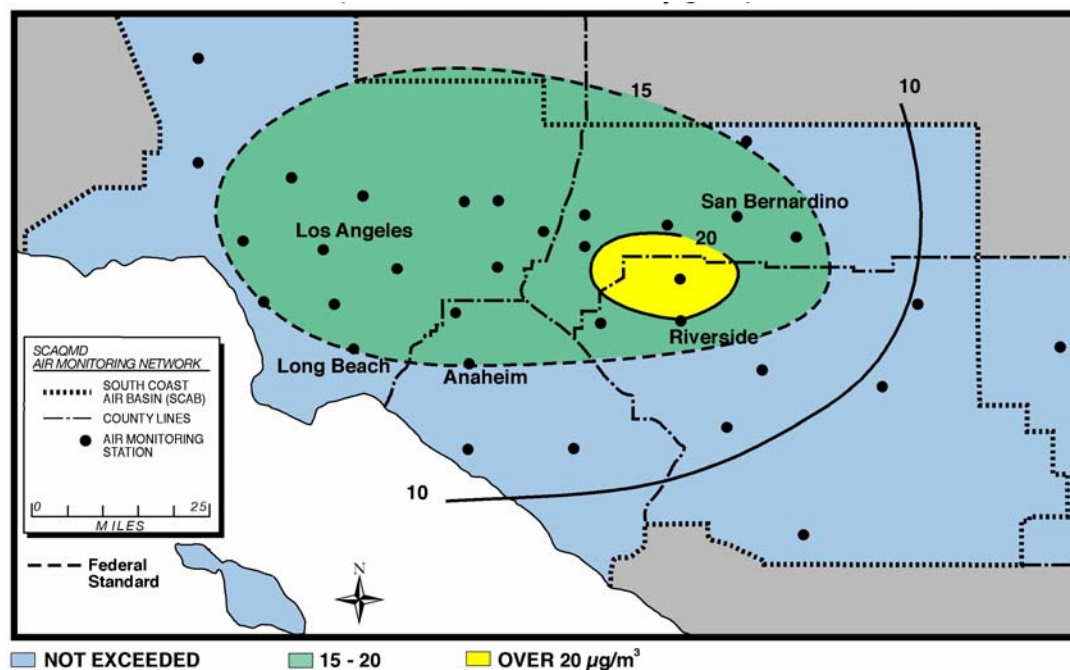 15
10
San Bernardino
Los Angeles
20
Riverside
Long Beach
Anaheim
10
SCAQMD
AIR MONITORING NETWORK
SOUTH COAST
AIR BASIN (SCAB)
COUNTY LINES
AIR MONITORING
STATION
0 25
MILES
Federal
Standard
N
NOT EXCEEDED 15 - 20 OVER 20 µg/m³